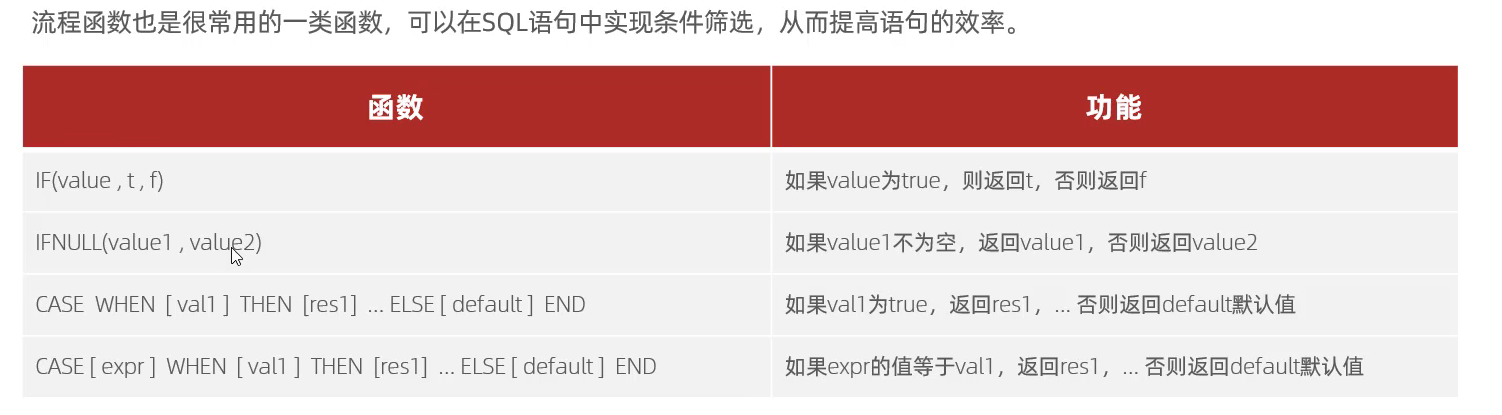 流程函数也是很常用的一类函数，可以在SQL语句中实现条件筛选，从而提高语句的效率。
函数 功能
IF(value , t , f) 如果value为true，则返回t，否则返回f
IFNULL(value1 , value2) 如果value1不为空，返回value1，否则返回value2
CASE WHEN [ val1 ] THEN [res1] ... ELSE [ default ] END 如果val1为true，返回res1，... 否则返回default默认值
CASE [ expr ] WHEN [ val1 ] THEN [res1] ... ELSE [ default ] END 如果expr的值等于val1，返回res1，... 否则返回default默认值